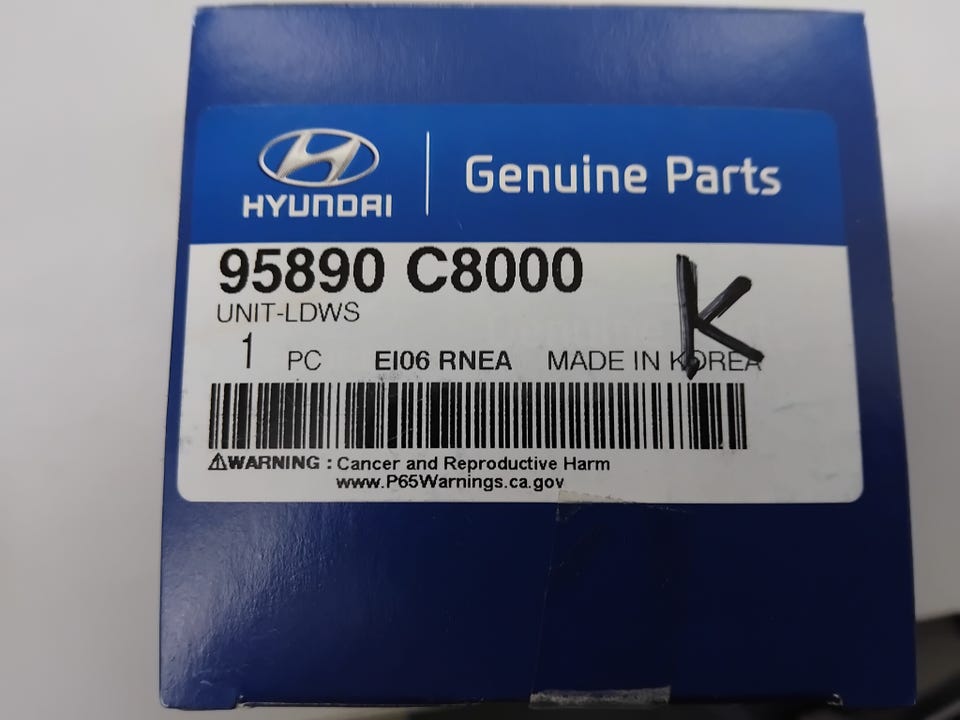 HYUNDAI
Genuine Parts
95890 C8000
K
UNIT-LDWS
1 PC EI06 RNEA MADE IN KOREA
⚠WARNING : Cancer and Reproductive Harm
www.P65Warnings.ca.gov